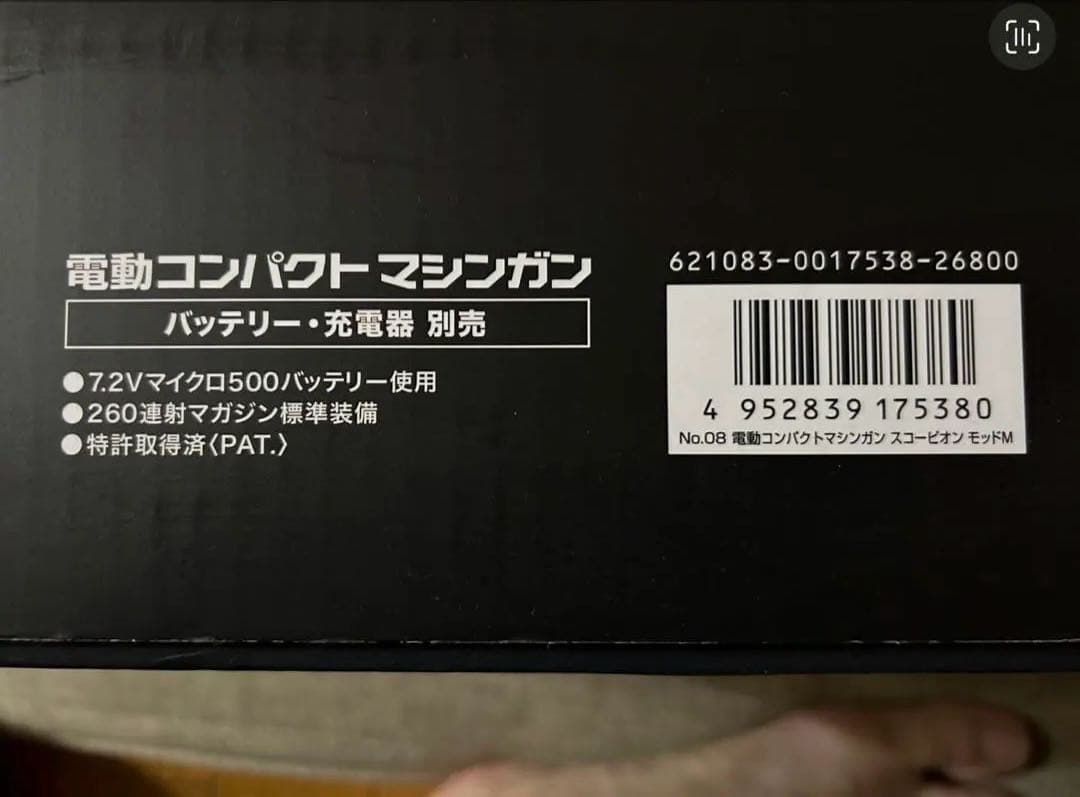 電動コンパクトマシンガン
バッテリー・充電器 別売
●7.2Vマイクロ500バッテリー使用
●260連射マガジン標準装備
●特許取得済〈PAT.〉
621083-0017538-26800
4 952839 175380
No.08 電動コンパクトマシンガン スコーピオン モッドM